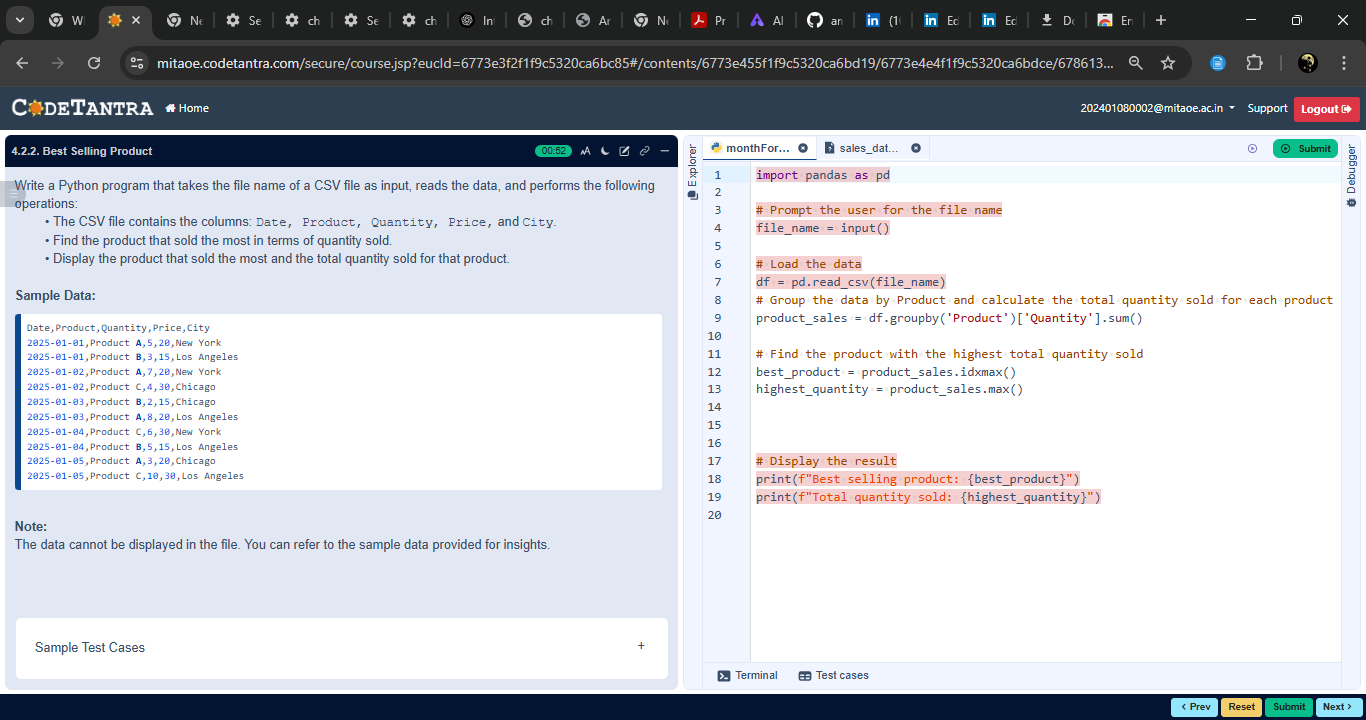 W
Ne
Se
ch
Se
ch
In
ch
Ar
Ne
Pr
Al
an
(1
Ed
Ed
Do
En
mitaoe.codetantra.com/secure/course.jsp?eucId=6773e3f2f1f9c5320ca6bc85#/contents/6773e455f1f9c5320ca6bd19/6773e4e4f1f9c5320ca6bdce/678613...
CODETANTRA
Home
202401080002@mitaoe.ac.in
Support
Logout
4.2.2. Best Selling Product
00:52
Write a Python program that takes the file name of a CSV file as input, reads the data, and performs the following
operations:
• The CSV file contains the columns: Date, Product, Quantity, Price, and City.
• Find the product that sold the most in terms of quantity sold.
• Display the product that sold the most and the total quantity sold for that product.
Sample Data:
Date,Product,Quantity,Price,City
2025-01-01,Product A,5,20,New York
2025-01-01,Product B,3,15,Los Angeles
2025-01-02,Product A,7,20,New York
2025-01-02,Product C,4,30,Chicago
2025-01-03,Product B,2,15,Chicago
2025-01-03,Product A,8,20,Los Angeles
2025-01-04,Product C,6,30,New York
2025-01-04,Product B,5,15,Los Angeles
2025-01-05,Product A,3,20,Chicago
2025-01-05,Product C,10,30,Los Angeles
Note:
The data cannot be displayed in the file. You can refer to the sample data provided for insights.
Sample Test Cases
+
Explorer
monthFor...
sales_dat...
Submit
Debugger
1 import pandas as pd
2
3 # Prompt the user for the file name
4 file_name = input()
5
6 # Load the data
7 df = pd.read_csv(file_name)
8 # Group the data by Product and calculate the total quantity sold for each product
9 product_sales = df.groupby('Product')['Quantity'].sum()
10
11 # Find the product with the highest total quantity sold
12 best_product = product_sales.idxmax()
13 highest_quantity = product_sales.max()
14
15
16
17 # Display the result
18 print(f"Best selling product: {best_product}")
19 print(f"Total quantity sold: {highest_quantity}")
20
Terminal
Test cases
< Prev
Reset
Submit
Next >